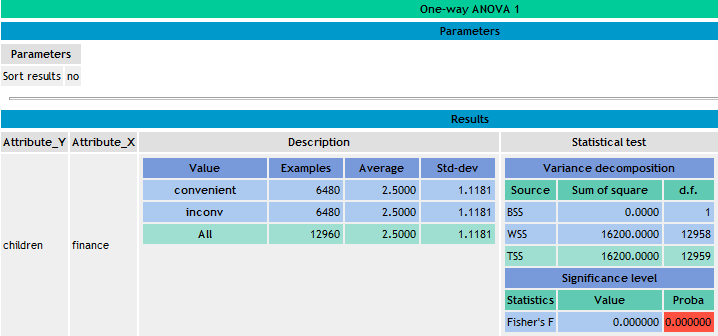 One-way ANOVA 1
Parameters
Parameters
Sort results no
Results
Attribute_Y Attribute_X Description Statistical test
Value Examples Average Std-dev
convenient 6480 2.5000 1.1181
inconv 6480 2.5000 1.1181
All 12960 2.5000 1.1181
children finance
Variance decomposition
Source Sum of square d.f.
BSS 0.0000 1
WSS 16200.0000 12958
TSS 16200.0000 12959
Significance level
Statistics Value Proba
Fisher's F 0.000000 0.000000